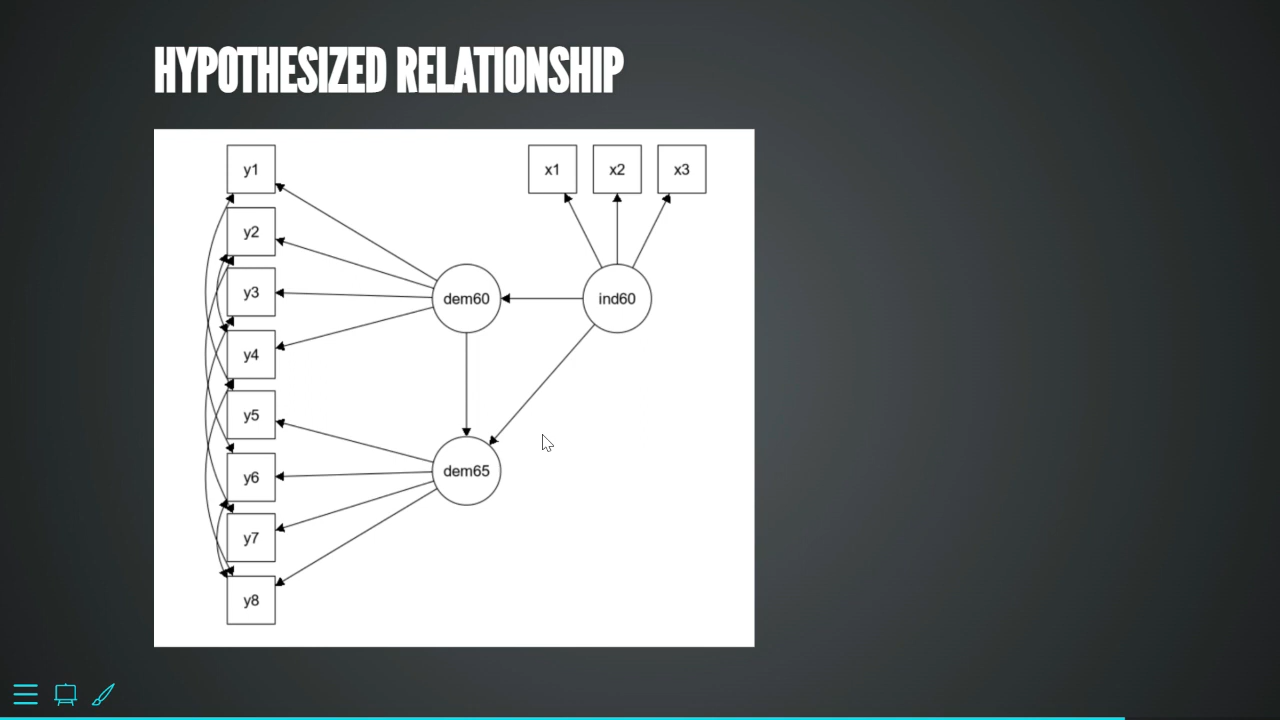 HYPOTHESIZED RELATIONSHIP
y1
x1 x2 x3
y2
y3
dem60 ind60
y4
y5
dem65
y6
y7
y8